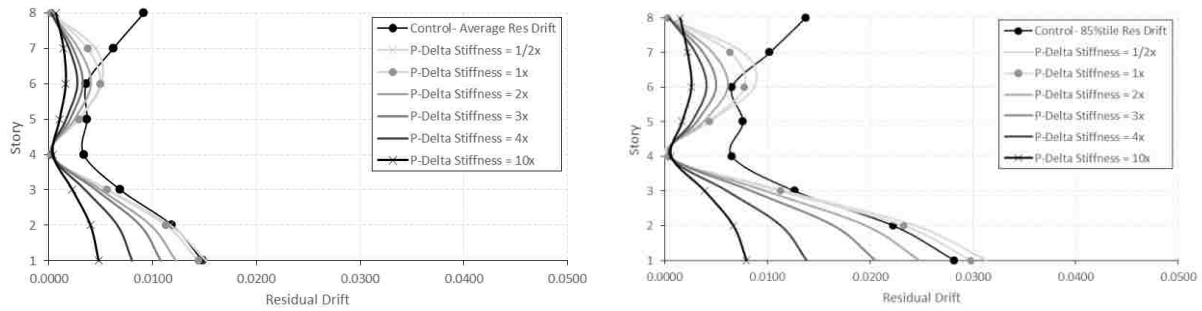 8
7
6
5
4
3
2
1
Story
0.0000
0.0100
0.0200
0.0300
0.0400
0.0500
Residual Drift
Control- Average Res Drift
P-Delta Stiffness = 1/2x
P-Delta Stiffness = 1x
P-Delta Stiffness = 2x
P-Delta Stiffness = 3x
P-Delta Stiffness = 4x
P-Delta Stiffness = 10x
8
7
6
5
4
3
2
1
Story
0.0000
0.0100
0.0200
0.0300
0.0400
0.0500
Residual Drift
Control- 85%tile Res Drift
P-Delta Stiffness = 1/2x
P-Delta Stiffness = 1x
P-Delta Stiffness = 2x
P-Delta Stiffness = 3x
P-Delta Stiffness = 4x
P-Delta Stiffness = 10x